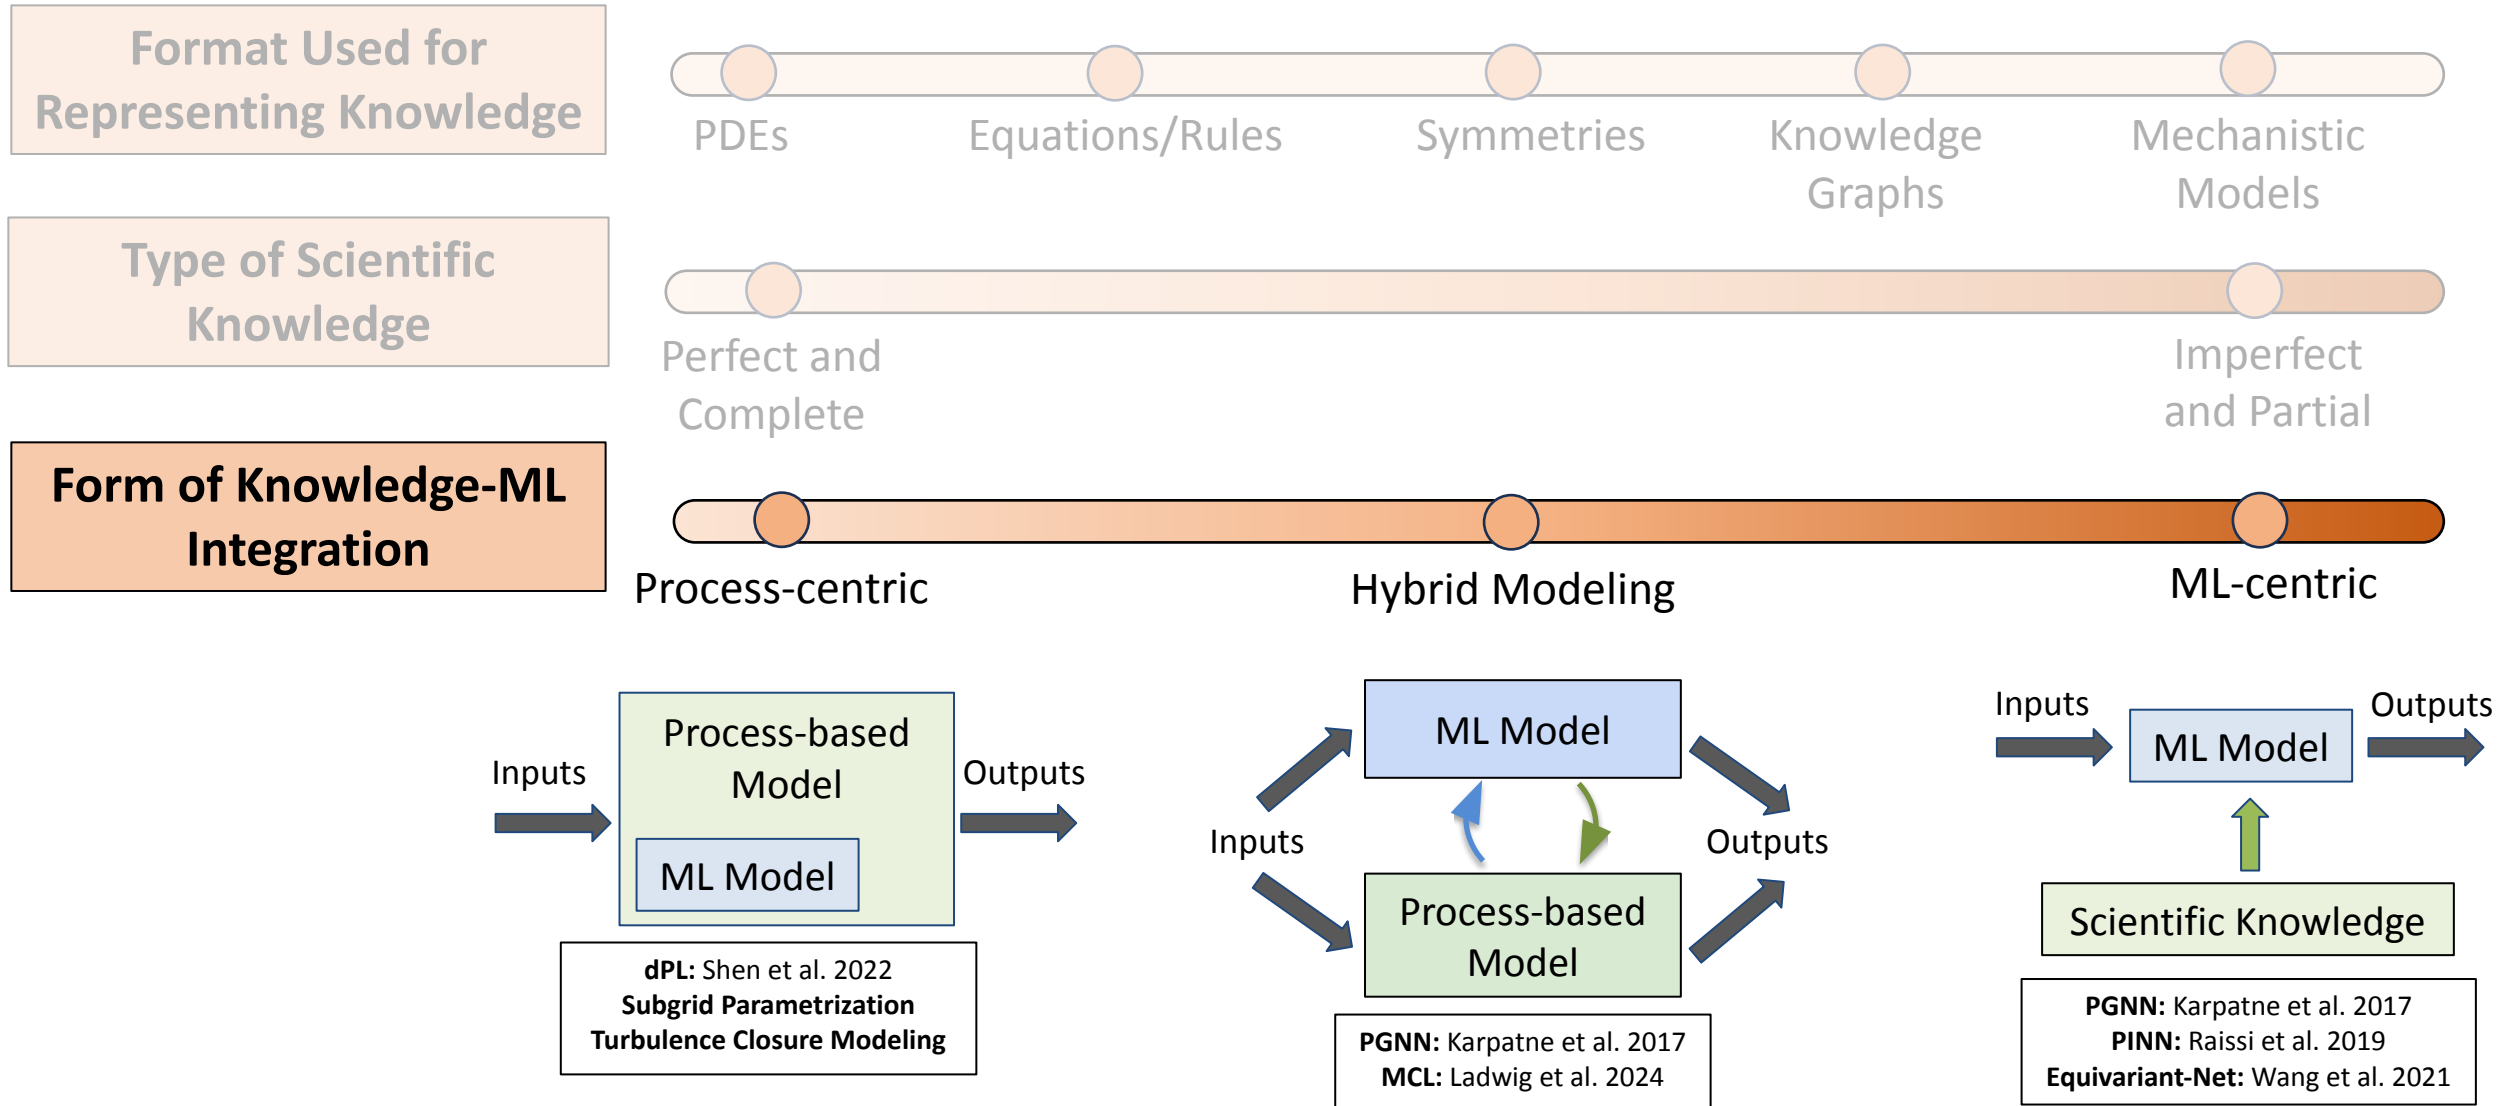 Format Used for
Representing Knowledge
PDEs
Equations/Rules
Symmetries
Knowledge
Graphs
Mechanistic
Models
Type of Scientific
Knowledge
Perfect and
Complete
Imperfect
and Partial
Form of Knowledge-ML
Integration
Process-centric
Hybrid Modeling
ML-centric
Inputs
Process-based
Model
ML Model
Outputs
dPL: Shen et al. 2022
Subgrid Parametrization
Turbulence Closure Modeling
Inputs
ML Model
Process-based
Model
Outputs
PGNN: Karpatne et al. 2017
MCL: Ladwig et al. 2024
Inputs
ML Model
Outputs
Scientific Knowledge
PGNN: Karpatne et al. 2017
PINN: Raissi et al. 2019
Equivariant-Net: Wang et al. 2021